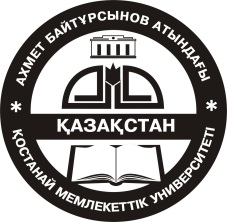 АХМЕТ БАЙТҰРСЫНОВ АТЫНДАҒЫ
ҚАЗАҚСТАН
ҚОСТАНАЙ МЕМЛЕКЕТТІК УНИВЕРСИТЕТІ